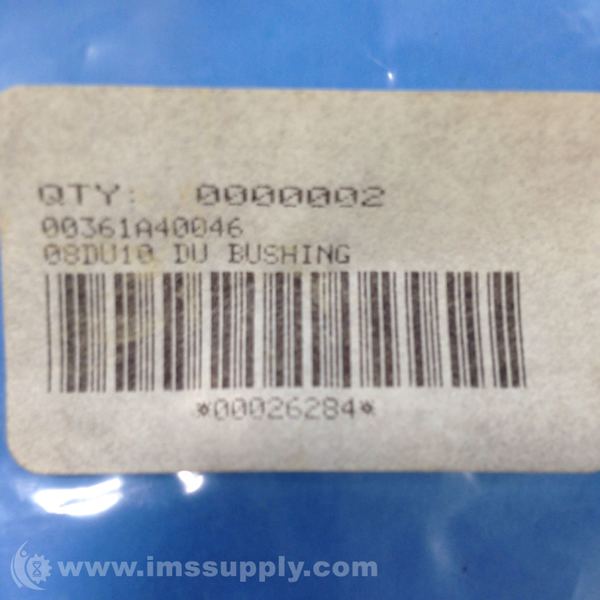 QTY: 0000002
00361A40046
08DU10 DU BUSHING
*00026284*
www.imssupply.com